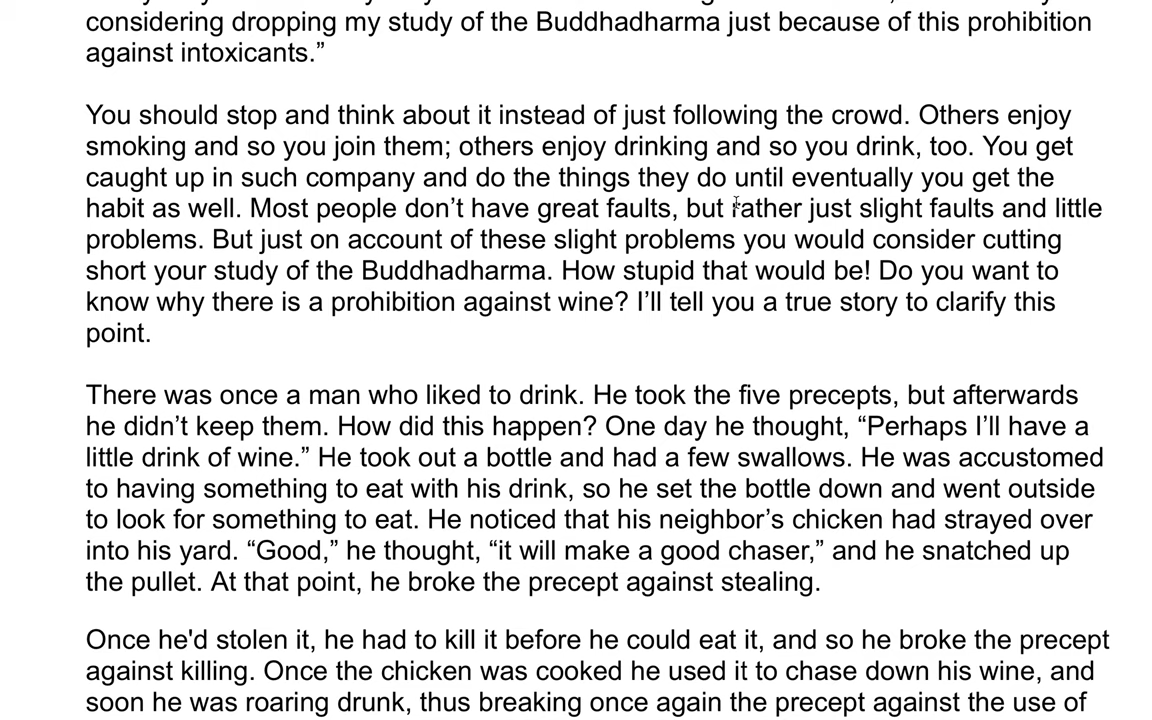 considering dropping my study of the Buddhadharma just because of this prohibition
against intoxicants.”
You should stop and think about it instead of just following the crowd. Others enjoy
smoking and so you join them; others enjoy drinking and so you drink, too. You get
caught up in such company and do the things they do until eventually you get the
habit as well. Most people don’t have great faults, but rather just slight faults and little
problems. But just on account of these slight problems you would consider cutting
short your study of the Buddhadharma. How stupid that would be! Do you want to
know why there is a prohibition against wine? I’ll tell you a true story to clarify this
point.
There was once a man who liked to drink. He took the five precepts, but afterwards
he didn’t keep them. How did this happen? One day he thought, “Perhaps I’ll have a
little drink of wine.” He took out a bottle and had a few swallows. He was accustomed
to having something to eat with his drink, so he set the bottle down and went outside
to look for something to eat. He noticed that his neighbor’s chicken had strayed over
into his yard. “Good,” he thought, “it will make a good chaser,” and he snatched up
the pullet. At that point, he broke the precept against stealing.
Once he'd stolen it, he had to kill it before he could eat it, and so he broke the precept
against killing. Once the chicken was cooked he used it to chase down his wine, and
soon he was roaring drunk, thus breaking once again the precept against the use of